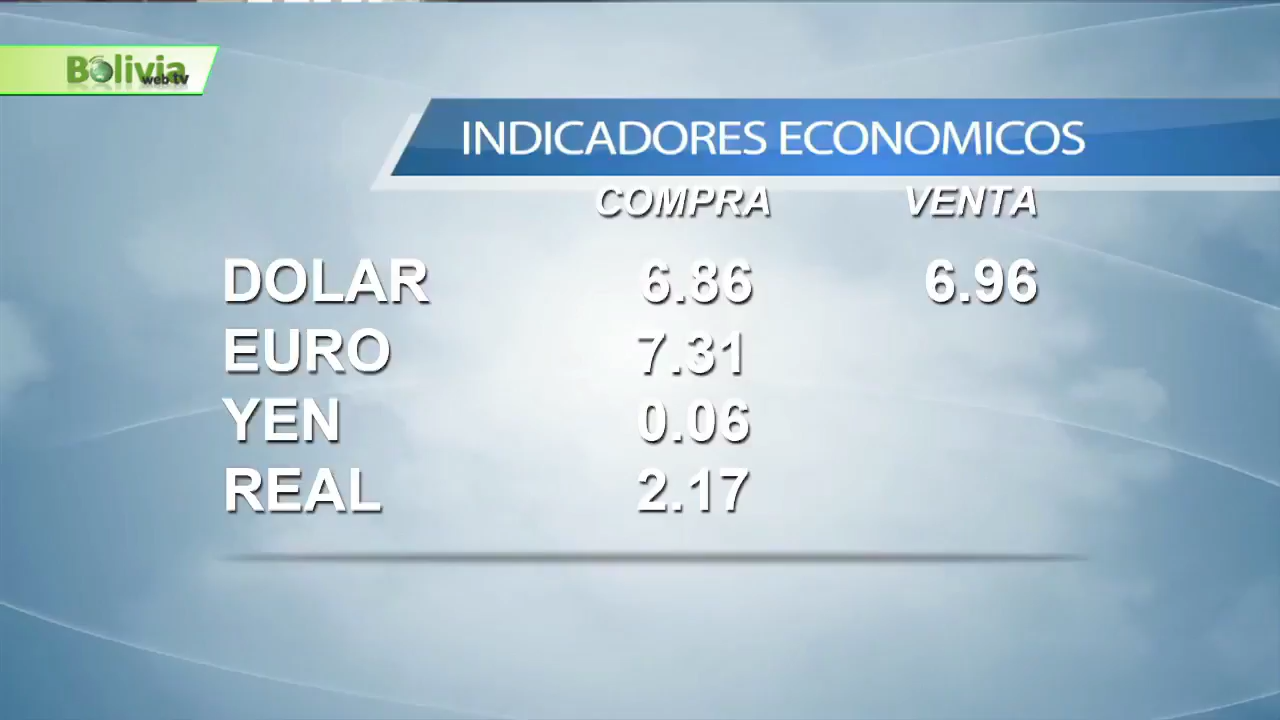 Bolivia
web tv
INDICADORES ECONOMICOS
COMPRA VENTA
DOLAR 6.86 6.96
EURO 7.31
YEN 0.06
REAL 2.17